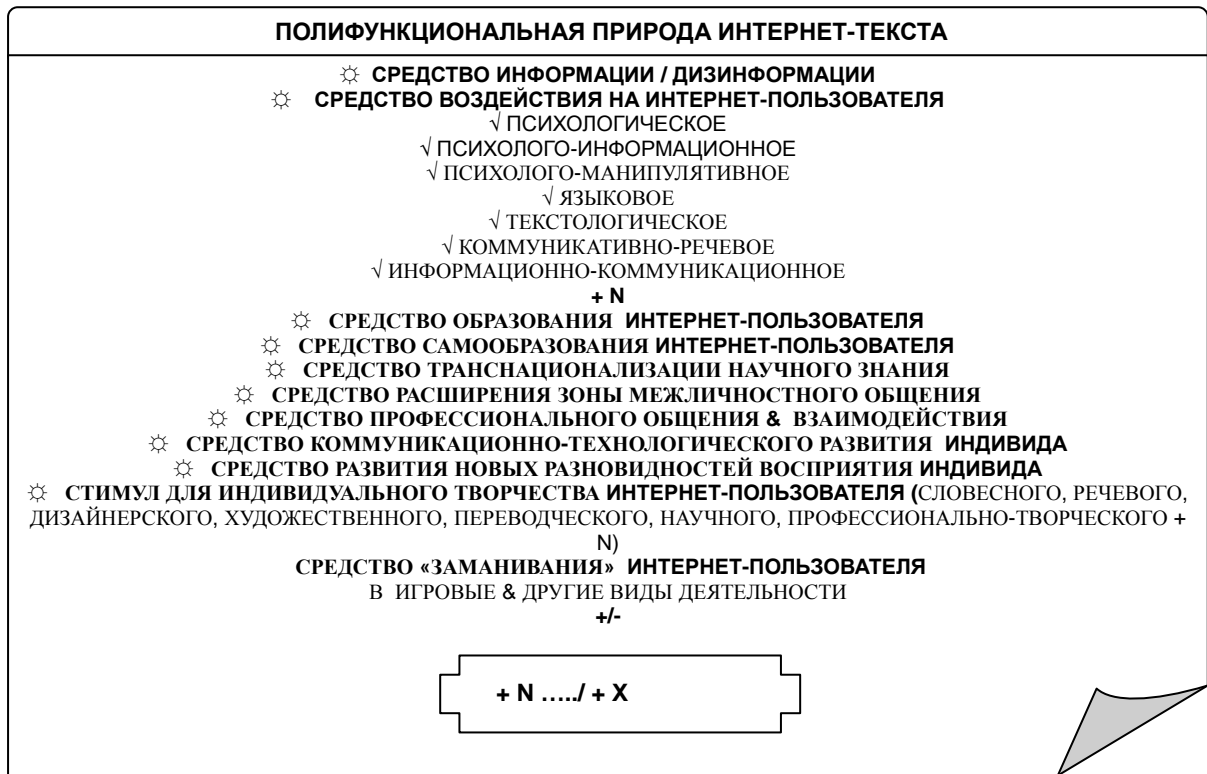 ПОЛИФУНКЦИОНАЛЬНАЯ ПРИРОДА ИНТЕРНЕТ-ТЕКСТА
☼ СРЕДСТВО ИНФОРМАЦИИ / ДИЗИНФОРМАЦИИ
☼ СРЕДСТВО ВОЗДЕЙСТВИЯ НА ИНТЕРНЕТ-ПОЛЬЗОВАТЕЛЯ
√ ПСИХОЛОГИЧЕСКОЕ
√ ПСИХОЛОГО-ИНФОРМАЦИОННОЕ
√ ПСИХОЛОГО-МАНИПУЛЯТИВНОЕ
√ ЯЗЫКОВОЕ
√ ТЕКСТОЛОГИЧЕСКОЕ
√ КОММУНИКАТИВНО-РЕЧЕВОЕ
√ ИНФОРМАЦИОННО-КОММУНИКАЦИОННОЕ
+ N
☼ СРЕДСТВО ОБРАЗОВАНИЯ ИНТЕРНЕТ-ПОЛЬЗОВАТЕЛЯ
☼ СРЕДСТВО САМООБРАЗОВАНИЯ ИНТЕРНЕТ-ПОЛЬЗОВАТЕЛЯ
☼ СРЕДСТВО ТРАНСНАЦИОНАЛИЗАЦИИ НАУЧНОГО ЗНАНИЯ
☼ СРЕДСТВО РАСШИРЕНИЯ ЗОНЫ МЕЖЛИЧНОСТНОГО ОБЩЕНИЯ
☼ СРЕДСТВО ПРОФЕССИОНАЛЬНОГО ОБЩЕНИЯ & ВЗАИМОДЕЙСТВИЯ
☼ СРЕДСТВО КОММУНИКАЦИОННО-ТЕХНОЛОГИЧЕСКОГО РАЗВИТИЯ ИНДИВИДА
☼ СРЕДСТВО РАЗВИТИЯ НОВЫХ РАЗНОВИДНОСТЕЙ ВОСПРИЯТИЯ ИНДИВИДА
☼ СТИМУЛ ДЛЯ ИНДИВИДУАЛЬНОГО ТВОРЧЕСТВА ИНТЕРНЕТ-ПОЛЬЗОВАТЕЛЯ (СЛОВЕСНОГО, РЕЧЕВОГО,
ДИЗАЙНЕРСКОГО, ХУДОЖЕСТВЕННОГО, ПЕРЕВОДЧЕСКОГО, НАУЧНОГО, ПРОФЕССИОНАЛЬНО-ТВОРЧЕСКОГО +
N)
СРЕДСТВО «ЗАМАНИВАНИЯ» ИНТЕРНЕТ-ПОЛЬЗОВАТЕЛЯ
В ИГРОВЫЕ & ДРУГИЕ ВИДЫ ДЕЯТЕЛЬНОСТИ
+/-
+ N …../ + X